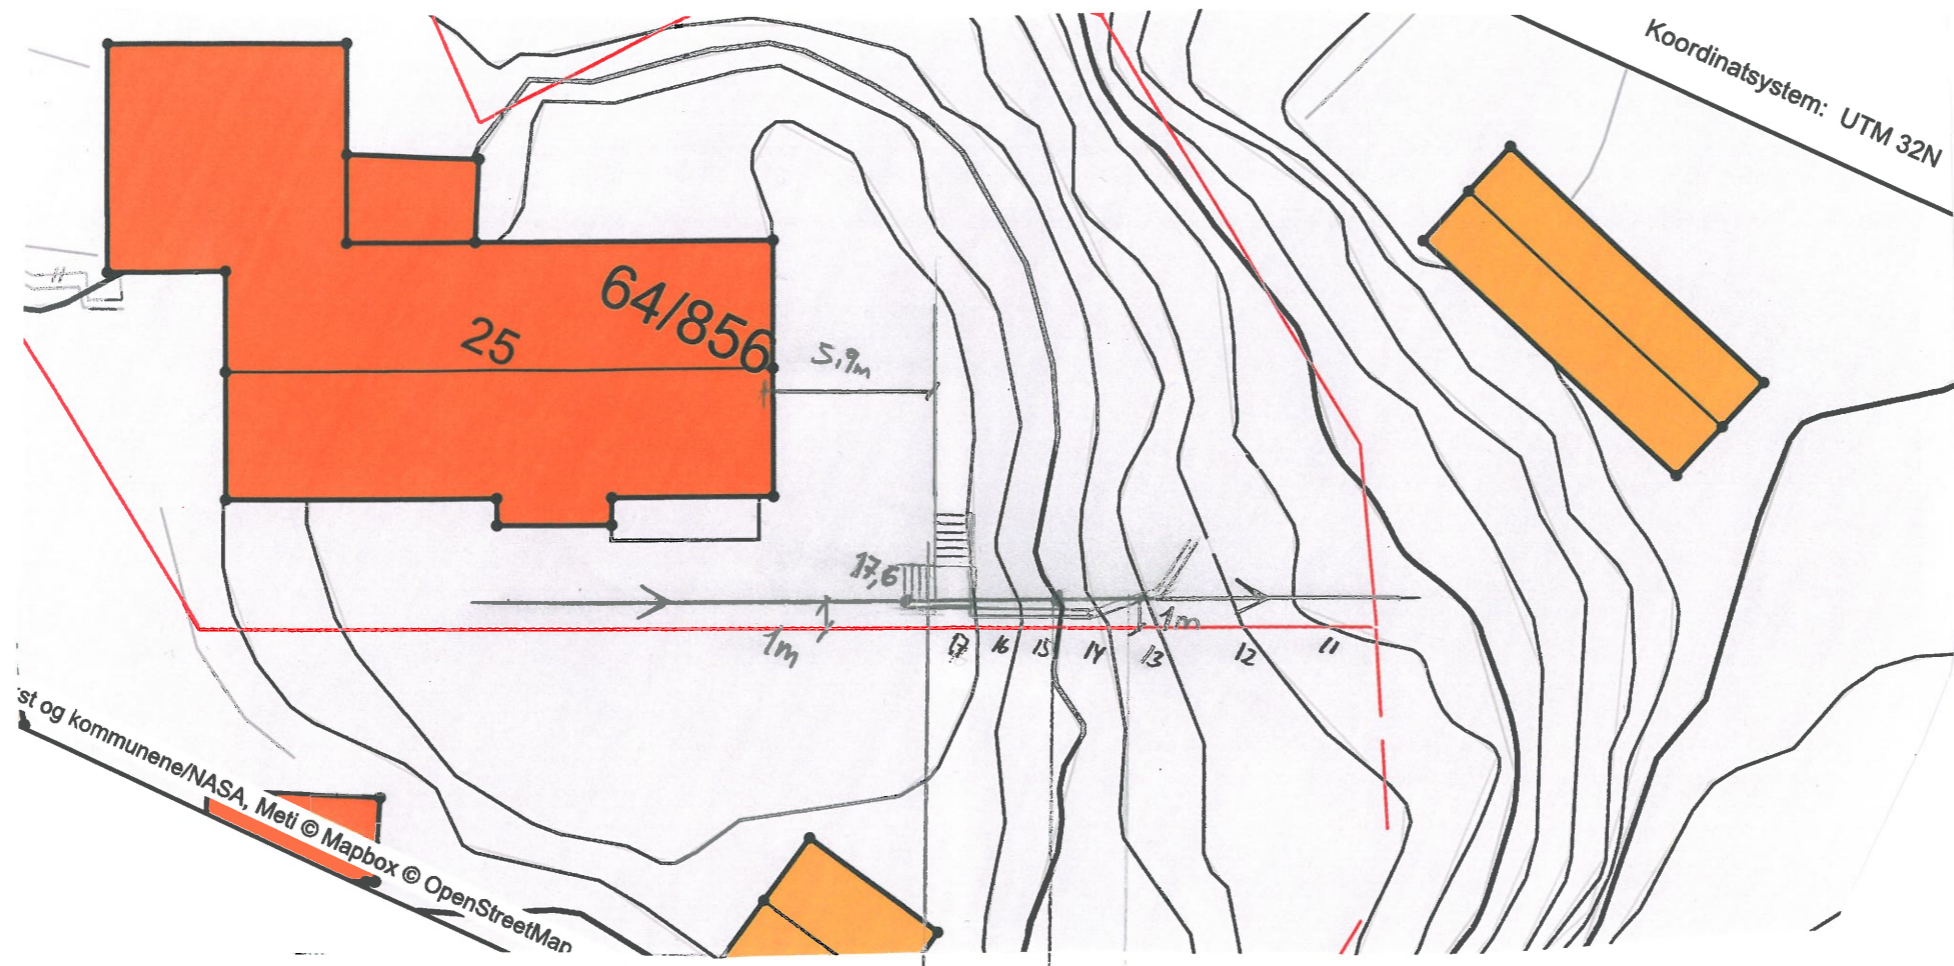 Koordinatsystem: UTM 32N
64/856
25
5,9m
17,6
1m
1m
17 16 15 14 13 12 11
st og kommunene/NASA, Meti © Mapbox © OpenStreetMap